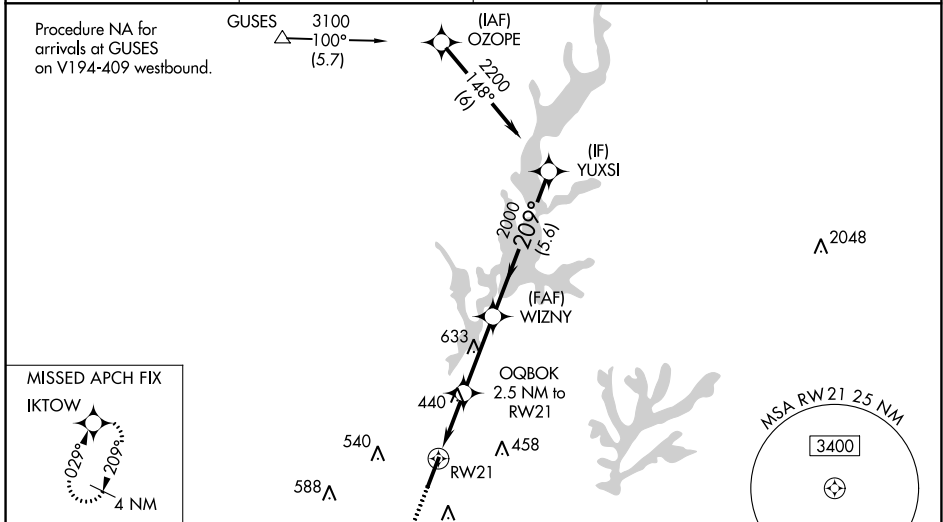 Procedure NA for
arrivals at GUSES
on V194-409 westbound.
GUSES
3100
100°
(5.7)
(IAF)
OZOPE
2200
148°
(6)
(IF)
YUXSI
2000
209°
(5.6)
2048
(FAF)
WIZNY
633
OQBOK
2.5 NM to
RW21
440
540
458
RW21
588
MISSED APCH FIX
IKTOW
029°
209°
4 NM
MSA RW21 25 NM
3400